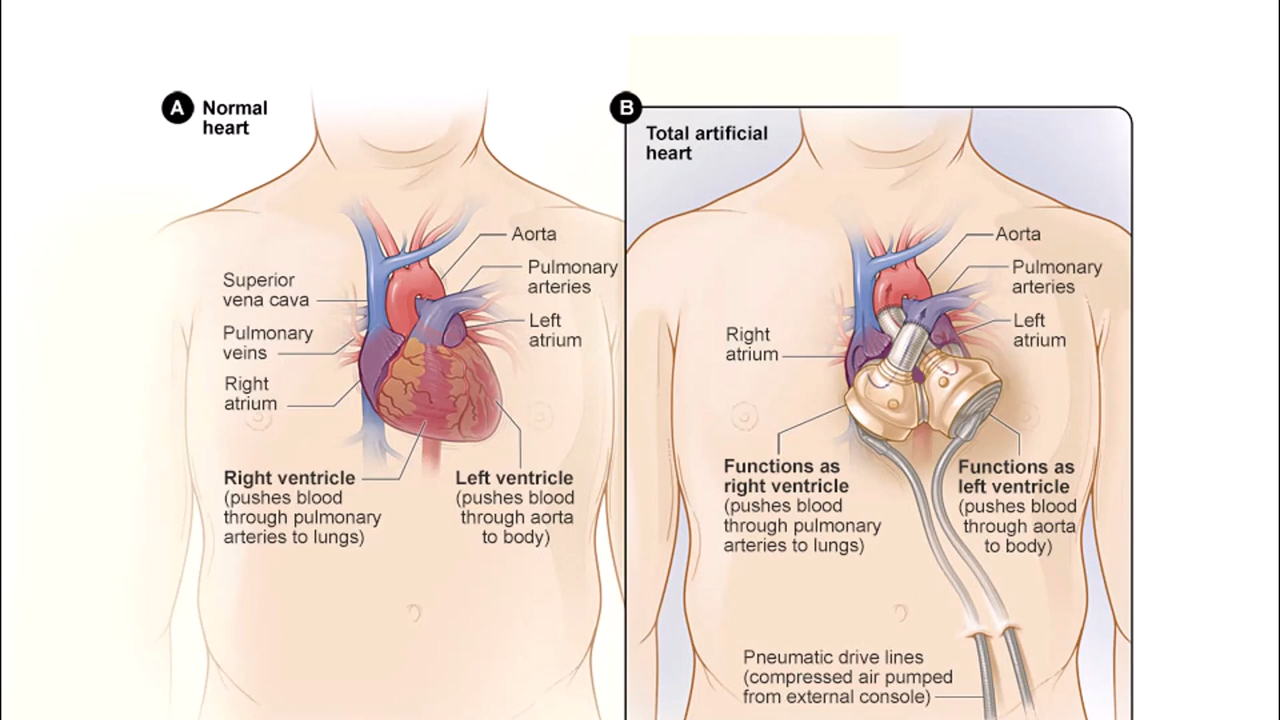 A
Normal
heart
Aorta
Pulmonary
arteries
Superior
vena cava
Left
atrium
Pulmonary
veins
Right
atrium
Right ventricle
(pushes blood
through pulmonary
arteries to lungs)
Left ventricle
(pushes blood
through aorta
to body)
B
Total artificial
heart
Aorta
Pulmonary
arteries
Left
atrium
Right
atrium
Functions as
right ventricle
(pushes blood
through pulmonary
arteries to lungs)
Functions as
left ventricle
(pushes blood
through aorta
to body)
Pneumatic drive lines
(compressed air pumped
from external console)